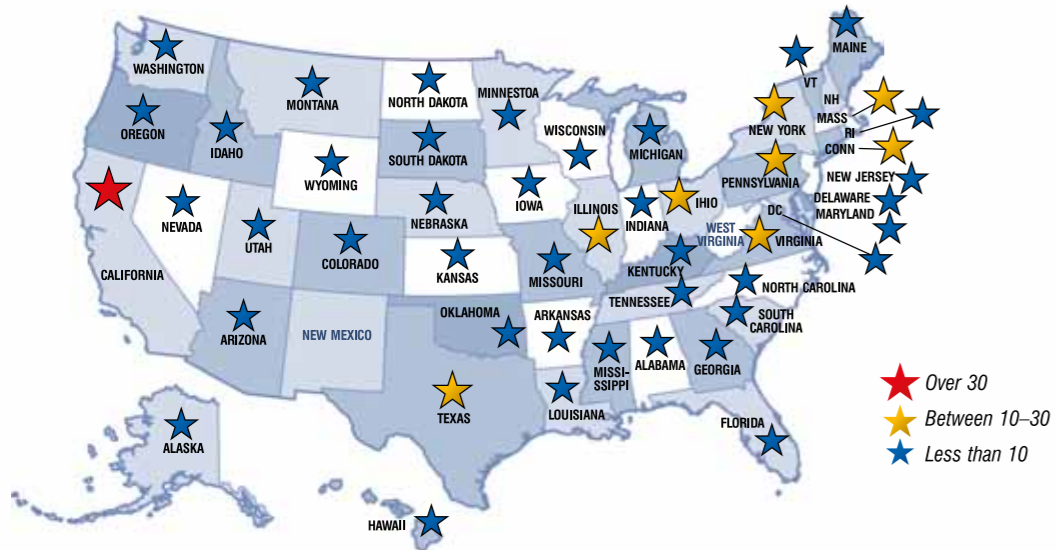 MAINE
WASHINGTON
VT
MONTANA
NORTH DAKOTA
MINNESTOA
NH
MASS
OREGON
IDAHO
WISCONSIN
NEW YORK
RI
SOUTH DAKOTA
MICHIGAN
CONN
WYOMING
PENNSYLVANIA
NEW JERSEY
IOWA
NEVADA
NEBRASKA
ILLINOIS
INDIANA
IHIO
DELAWARE
DC
MARYLAND
UTAH
WEST
VIRGINIA
VIRGINIA
COLORADO
CALIFORNIA
KANSAS
MISSOURI
KENTUCKY
NORTH CAROLINA
TENNESSEE
OKLAHOMA
ARKANSAS
SOUTH
CAROLINA
ARIZONA
NEW MEXICO
MISSI-
SSIPPI
ALABAMA
GEORGIA
TEXAS
LOUISIANA
FLORIDA
ALASKA
HAWAII
Over 30
Between 10–30
Less than 10